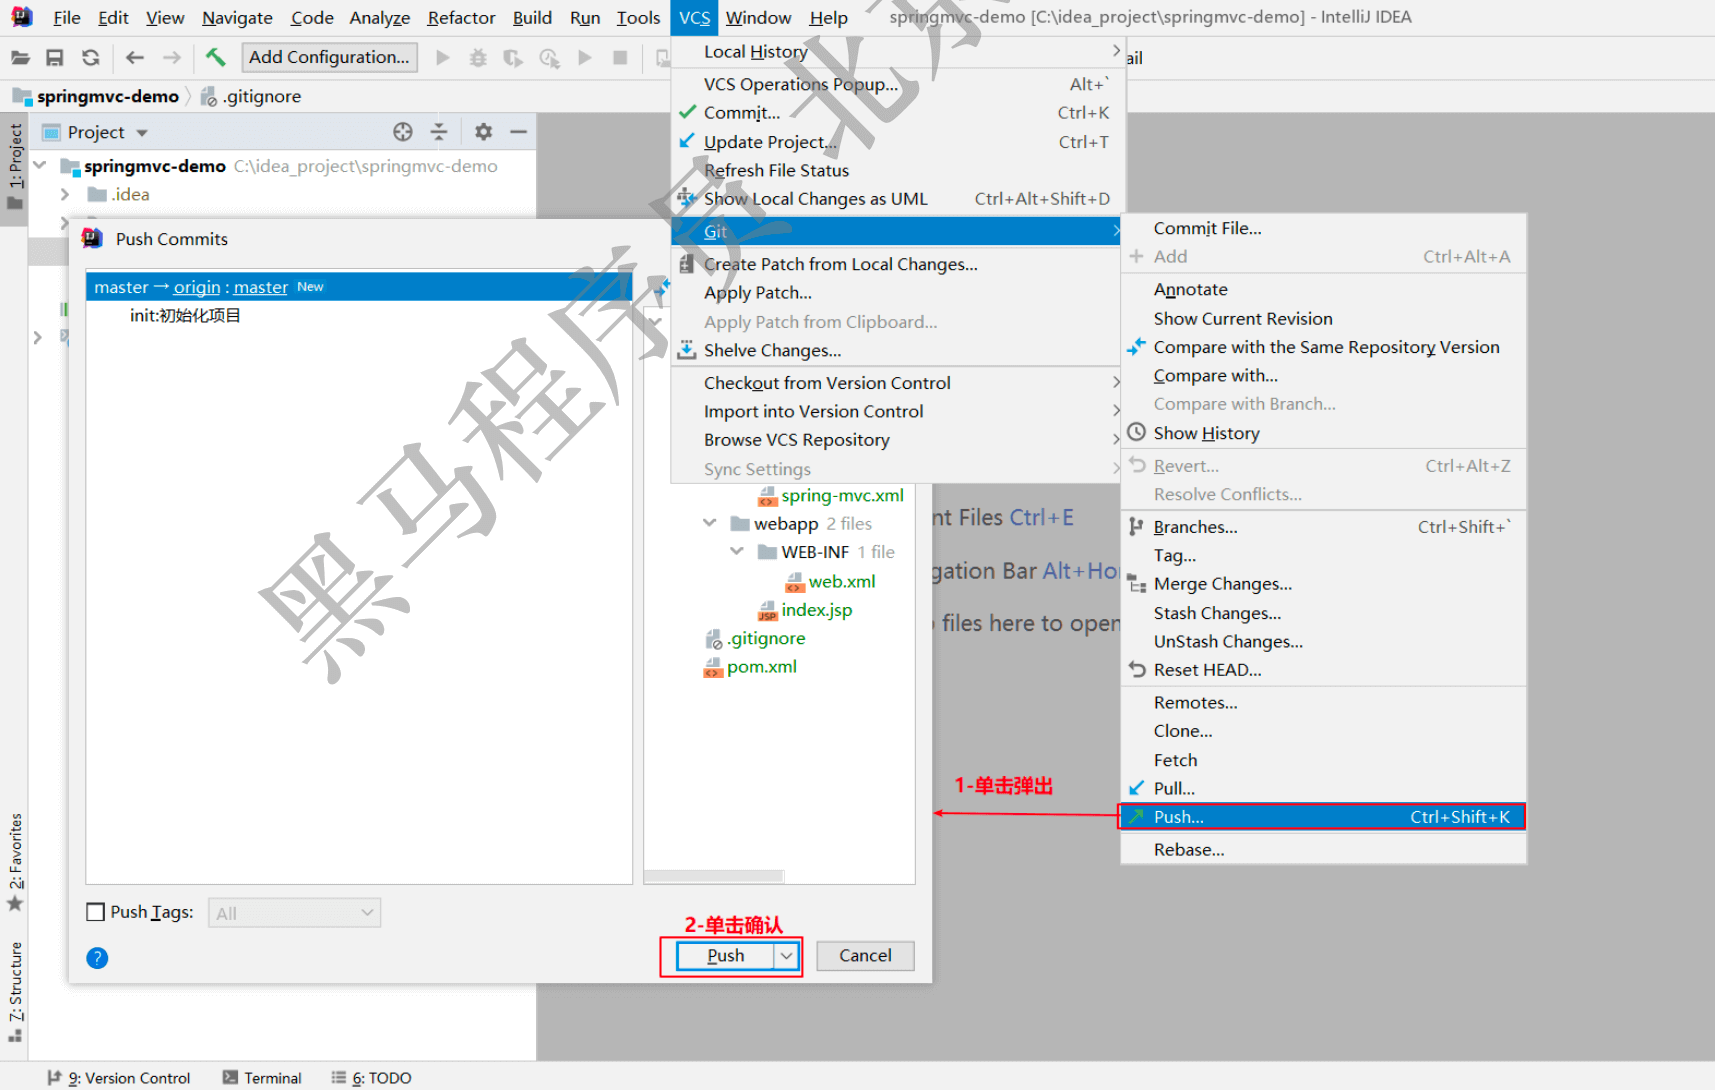 File Edit View Navigate Code Analyze Refactor Build Run Tools VCS Window Help springmvc-demo [C:\idea_project\springmvc-demo] - IntelliJ IDEA
Add Configuration...
ail
springmvc-demo .gitignore
1: Project
Project
springmvc-demo C:\idea_project\springmvc-demo
.idea
Local History
VCS Operations Popup... Alt+`
Commit... Ctrl+K
Update Project... Ctrl+T
Refresh File Status
Show Local Changes as UML Ctrl+Alt+Shift+D
Git
Create Patch from Local Changes...
Apply Patch...
Apply Patch from Clipboard...
Shelve Changes...
Checkout from Version Control
Import into Version Control
Browse VCS Repository
Sync Settings
Commit File...
Add Ctrl+Alt+A
Annotate
Show Current Revision
Compare with the Same Repository Version
Compare with...
Compare with Branch...
Show History
Revert... Ctrl+Alt+Z
Resolve Conflicts...
Branches... Ctrl+Shift+`
Tag...
Merge Changes...
Stash Changes...
UnStash Changes...
Reset HEAD...
Remotes...
Clone...
Fetch
Pull...
Push... Ctrl+Shift+K
Rebase...
Push Commits
master → origin : master New
init:初始化项目
spring-mvc.xml
webapp 2 files
WEB-INF 1 file
web.xml
index.jsp
.gitignore
pom.xml
nt Files Ctrl+E
gation Bar Alt+Ho
files here to open
1-单击弹出
2-单击确认
Push Tags: All
?
Push Cancel
2: Favorites
7: Structure
9: Version Control Terminal 6: TODO
黑马程序员 北京